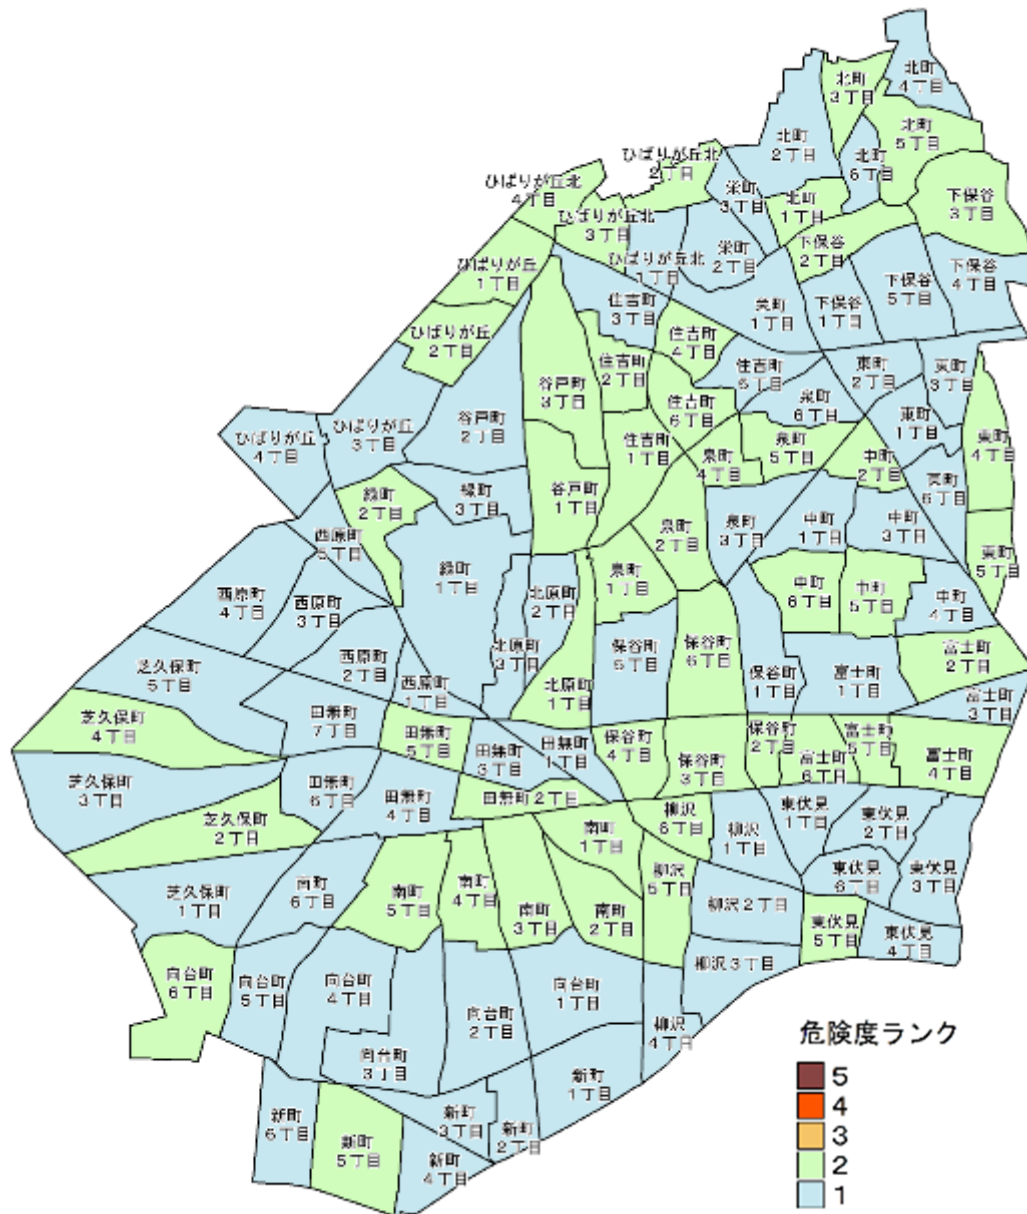 北町
4丁目
北町
3丁目
北町
5丁目
北町
2丁目
北町
6丁目
ひばりが丘北
2丁目
ひばりが丘北
4丁目
栄町
3丁目
北町
1丁目
下保谷
3丁目
ひばりが丘北
3丁目
栄町
2丁目
下保谷
2丁目
ひばりが丘北
1丁目
下保谷
4丁目
ひばりが丘
1丁目
下保谷
5丁目
住吉町
3丁目
栄町
1丁目
下保谷
1丁目
ひばりが丘
2丁目
住吉町
4丁目
住吉町
2丁目
住吉町
5丁目
東町
2丁目
東町
3丁目
谷戸町
3丁目
泉町
6丁目
住吉町
6丁目
東町
1丁目
谷戸町
2丁目
ひばりが丘
3丁目
ひばりが丘
4丁目
住吉町
1丁目
泉町
5丁目
東町
4丁目
泉町
4丁目
中町
2丁目
東町
6丁目
緑町
3丁目
緑町
2丁目
谷戸町
1丁目
泉町
3丁目
中町
1丁目
中町
3丁目
泉町
2丁目
西原町
5丁目
東町
5丁目
緑町
1丁目
泉町
1丁目
北原町
2丁目
中町
6丁目
中町
5丁目
西原町
4丁目
西原町
3丁目
中町
4丁目
北原町
3丁目
保谷町
5丁目
保谷町
6丁目
富士町
2丁目
西原町
2丁目
芝久保町
5丁目
保谷町
1丁目
富士町
1丁目
西原町
1丁目
北原町
1丁目
富士町
3丁目
芝久保町
4丁目
田無町
7丁目
田無町
5丁目
保谷町
2丁目
富士町
5丁目
田無町
1丁目
保谷町
4丁目
田無町
3丁目
保谷町
3丁目
富士町
6丁目
富士町
4丁目
芝久保町
3丁目
田無町
6丁目
田無町
4丁目
田無町2丁目
東伏見
1丁目
柳沢
6丁目
東伏見
2丁目
芝久保町
2丁目
南町
1丁目
柳沢
1丁目
東伏見
6丁目
東伏見
3丁目
柳沢
5丁目
芝久保町
1丁目
南町
6丁目
南町
5丁目
南町
4丁目
柳沢2丁目
南町
3丁目
南町
2丁目
東伏見
5丁目
東伏見
4丁目
柳沢3丁目
向台町
6丁目
向台町
5丁目
向台町
4丁目
向台町
1丁目
向台町
2丁目
柳沢
4丁目
向台町
3丁目
新町
1丁目
新町
6丁目
新町
3丁目
新町
2丁目
新町
5丁目
新町
4丁目
危険度ランク
5
4
3
2
1